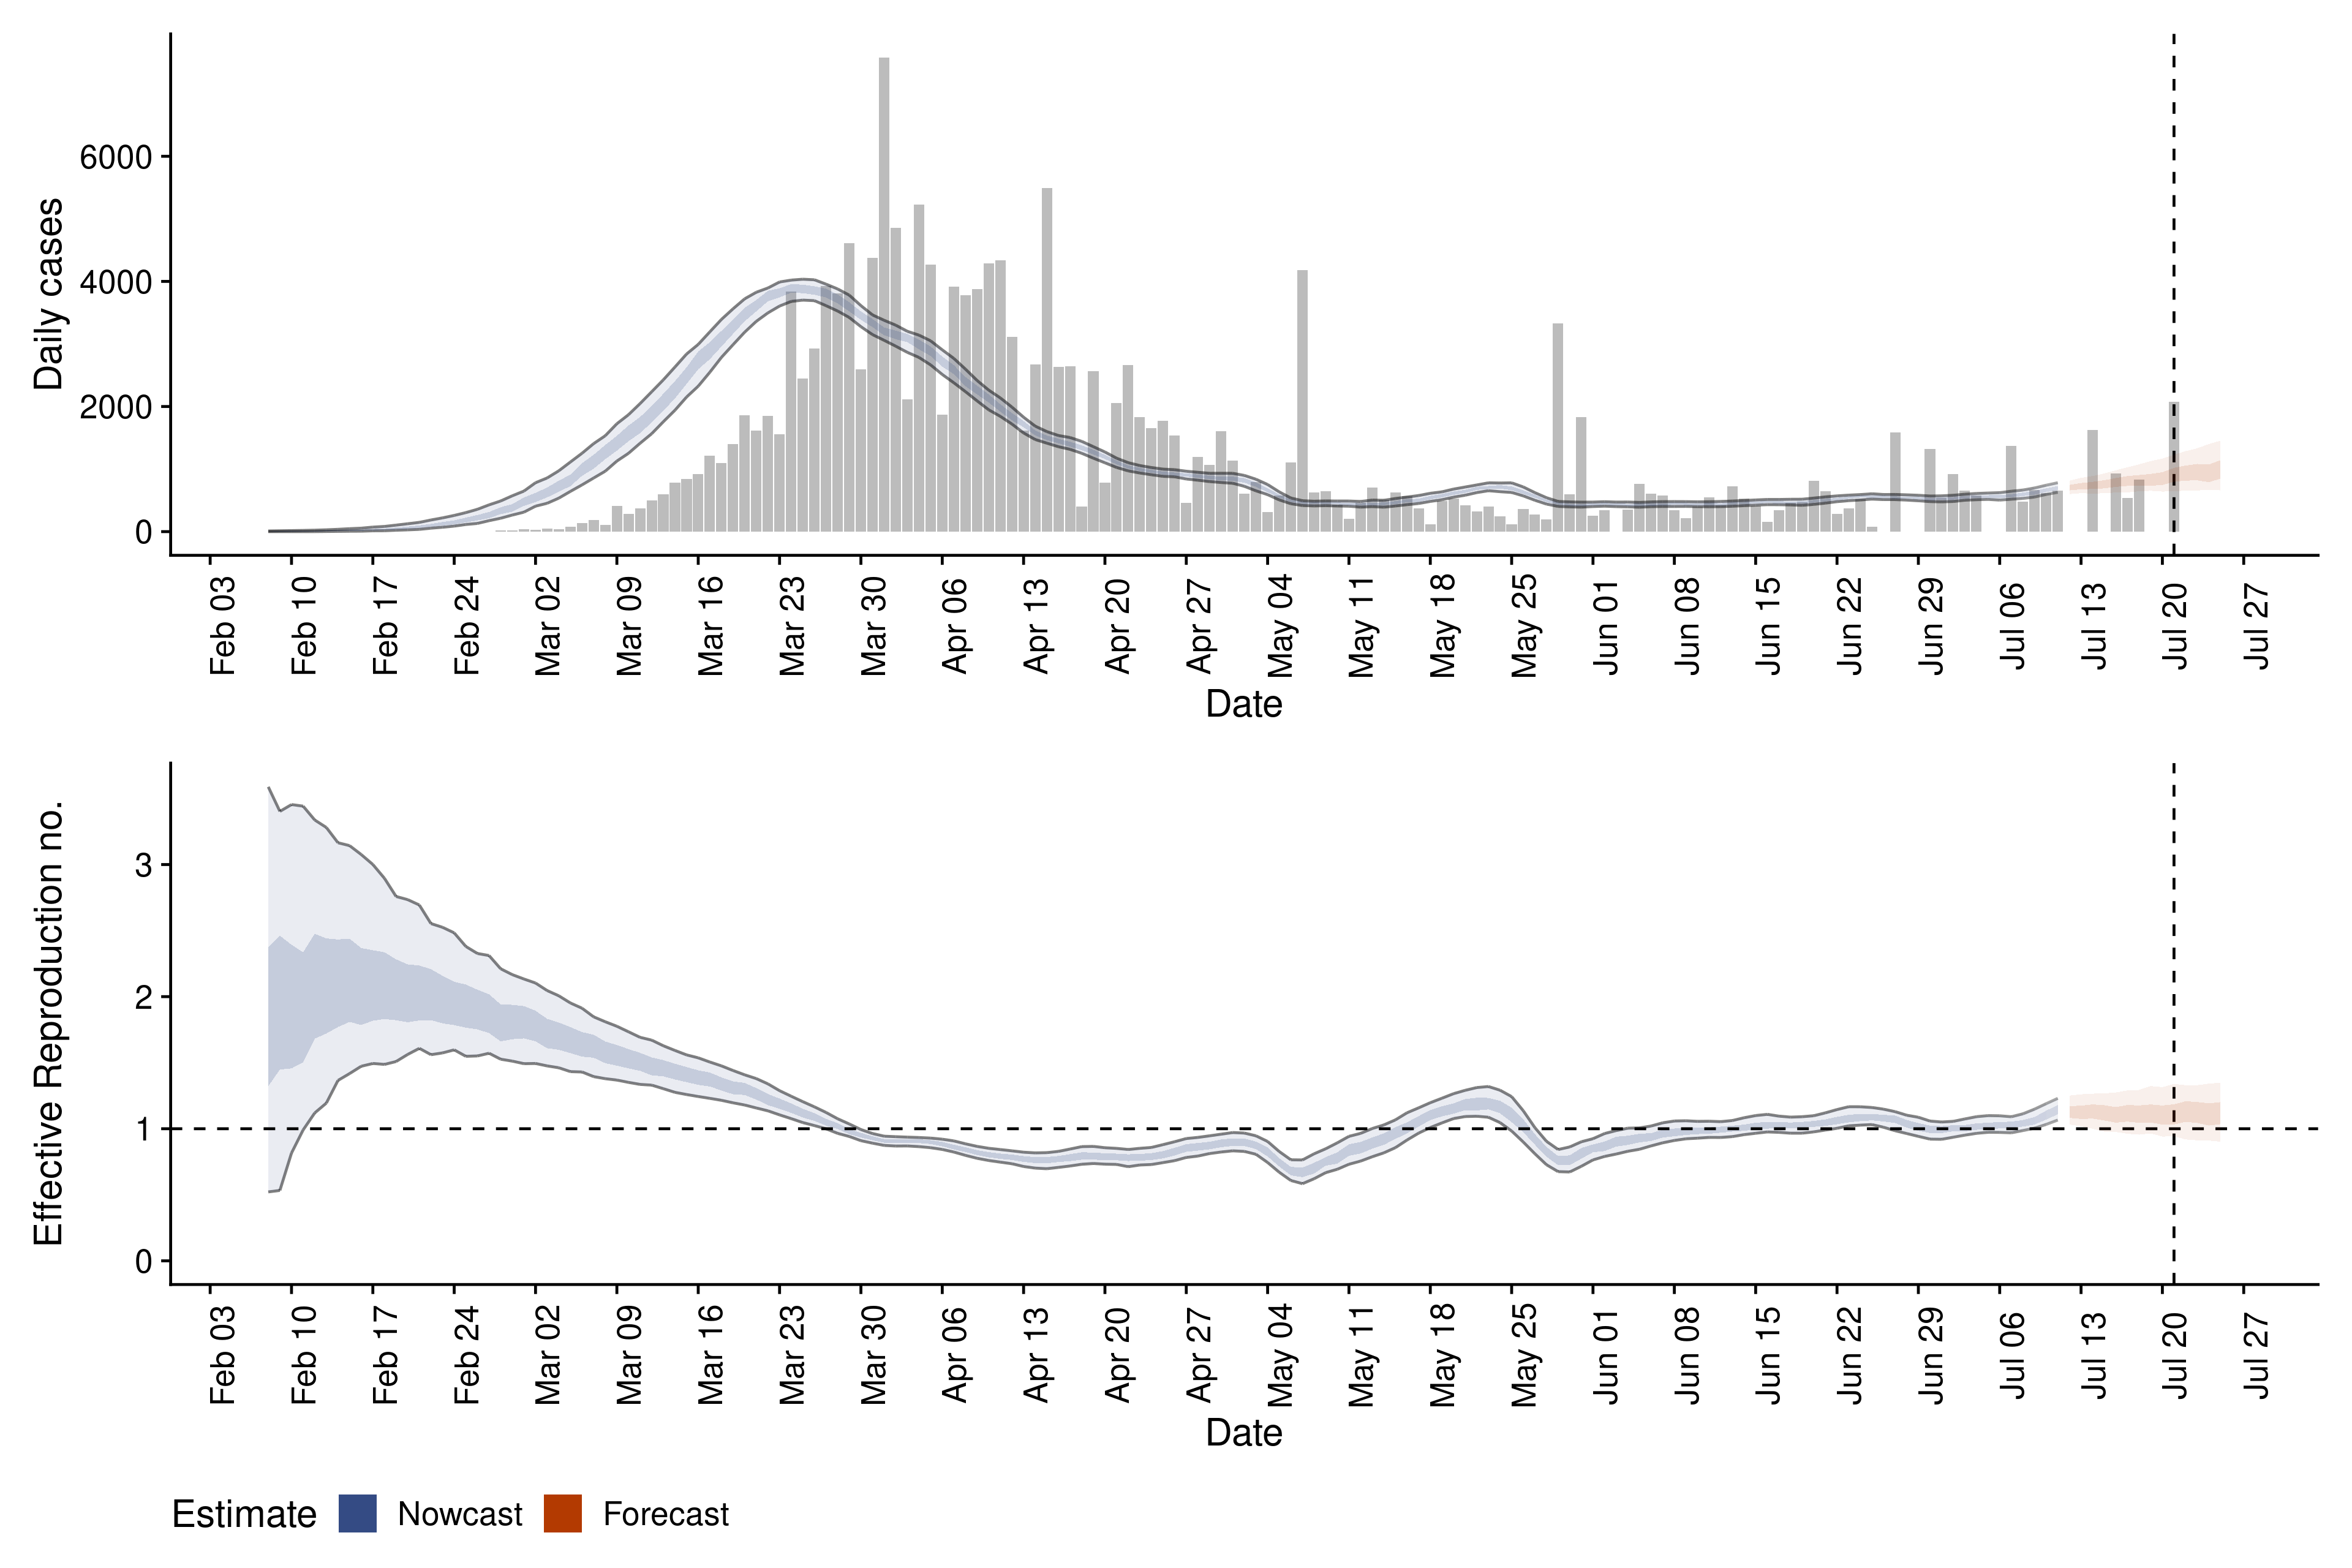 Daily cases
6000
4000
2000
0
Feb 03 Feb 10 Feb 17 Feb 24 Mar 02 Mar 09 Mar 16 Mar 23 Mar 30 Apr 06 Apr 13 Apr 20 Apr 27 May 04 May 11 May 18 May 25 Jun 01 Jun 08 Jun 15 Jun 22 Jun 29 Jul 06 Jul 13 Jul 20 Jul 27
Date
Effective Reproduction no.
3
2
1
0
Feb 03 Feb 10 Feb 17 Feb 24 Mar 02 Mar 09 Mar 16 Mar 23 Mar 30 Apr 06 Apr 13 Apr 20 Apr 27 May 04 May 11 May 18 May 25 Jun 01 Jun 08 Jun 15 Jun 22 Jun 29 Jul 06 Jul 13 Jul 20 Jul 27
Date
Estimate Nowcast Forecast